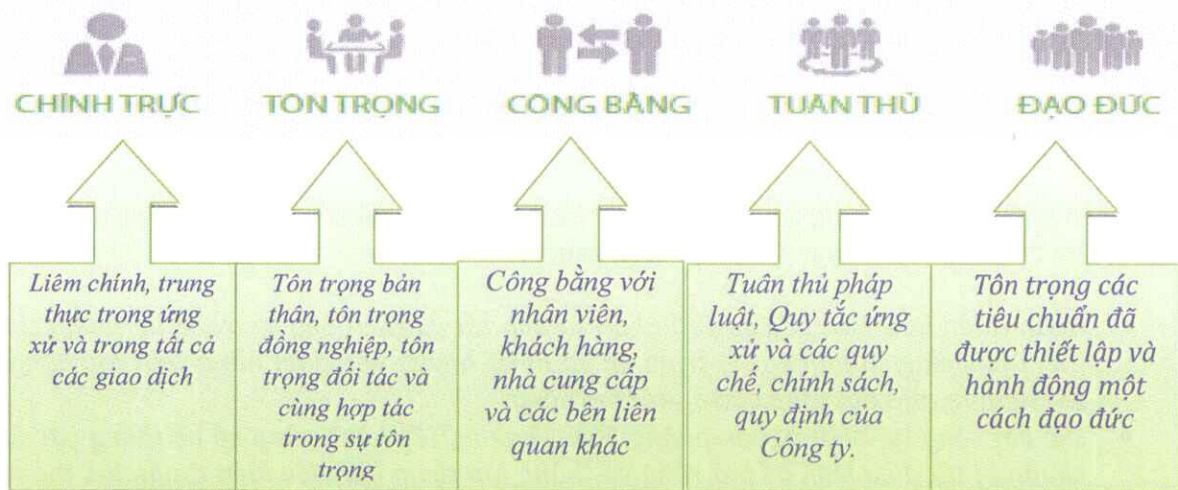 CHÍNH TRỰC
TÔN TRỌNG
CÔNG BẰNG
TUÂN THỦ
ĐẠO ĐỨC
Liêm chính, trung
thực trong ứng
xử và trong tất cả
các giao dịch
Tôn trọng bản
thân, tôn trọng
đồng nghiệp, tôn
trọng đối tác và
cùng hợp tác
trong sự tôn
trọng
Công bằng với
nhân viên,
khách hàng,
nhà cung cấp
và các bên liên
quan khác
Tuân thủ pháp
luật, Quy tắc ứng
xử và các quy
chế, chính sách,
quy định của
Công ty.
Tôn trọng các
tiêu chuẩn đã
được thiết lập và
hành động một
cách đạo đức